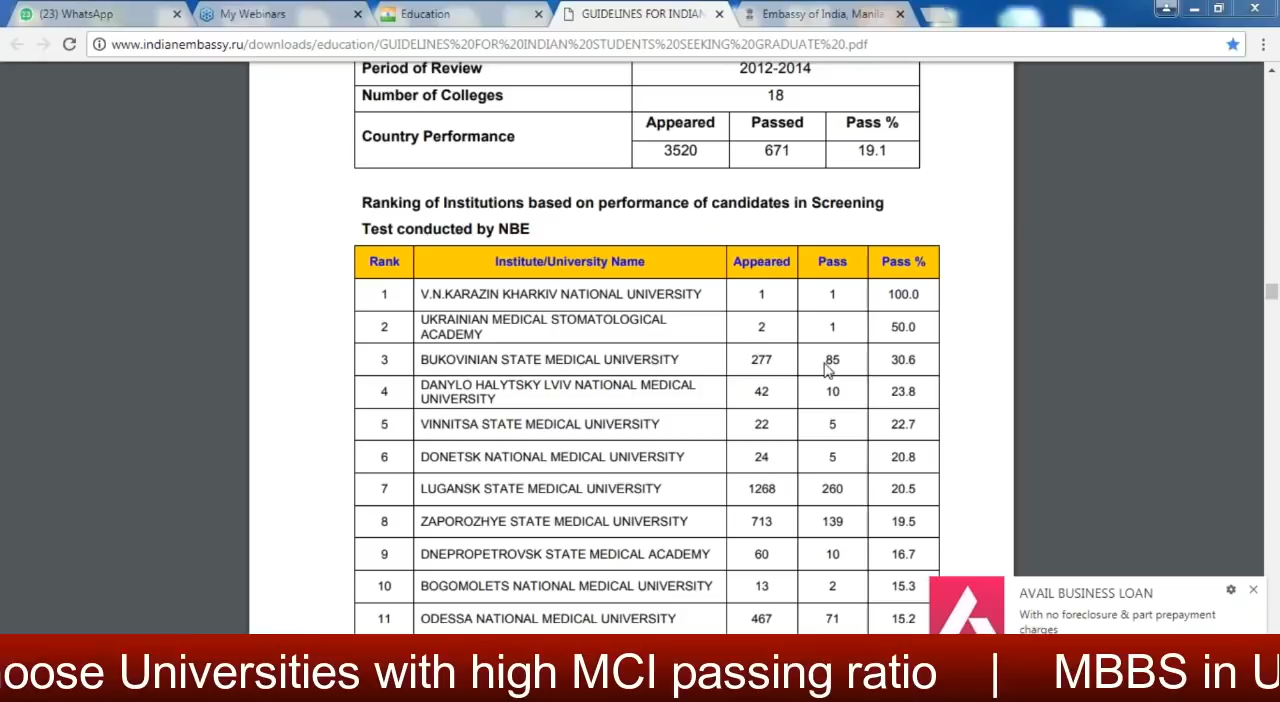 (23) WhatsApp
My Webinars
Education
GUIDELINES FOR INDIAN
Embassy of India, Manila
www.indianembassy.ru/downloads/education/GUIDELINES%20FOR%20INDIAN%20STUDENTS%20SEEKING%20GRADUATE%20.pdf
Period of Review 2012-2014
Number of Colleges 18
Country Performance Appeared Passed Pass %
3520 671 19.1
Ranking of Institutions based on performance of candidates in Screening
Test conducted by NBE
Rank Institute/University Name Appeared Pass Pass %
1 V.N.KARAZIN KHARKIV NATIONAL UNIVERSITY 1 1 100.0
2 UKRAINIAN MEDICAL STOMATOLOGICAL
ACADEMY 2 1 50.0
3 BUKOVINIAN STATE MEDICAL UNIVERSITY 277 85 30.6
4 DANYLO HALYTSKY LVIV NATIONAL MEDICAL
UNIVERSITY 42 10 23.8
5 VINNITSA STATE MEDICAL UNIVERSITY 22 5 22.7
6 DONETSK NATIONAL MEDICAL UNIVERSITY 24 5 20.8
7 LUGANSK STATE MEDICAL UNIVERSITY 1268 260 20.5
8 ZAPOROZHYE STATE MEDICAL UNIVERSITY 713 139 19.5
9 DNEPROPETROVSK STATE MEDICAL ACADEMY 60 10 16.7
10 BOGOMOLETS NATIONAL MEDICAL UNIVERSITY 13 2 15.3
11 ODESSA NATIONAL MEDICAL UNIVERSITY 467 71 15.2
AVAIL BUSINESS LOAN
With no foreclosure & part prepayment
charges
oose Universities with high MCI passing ratio | MBBS in U